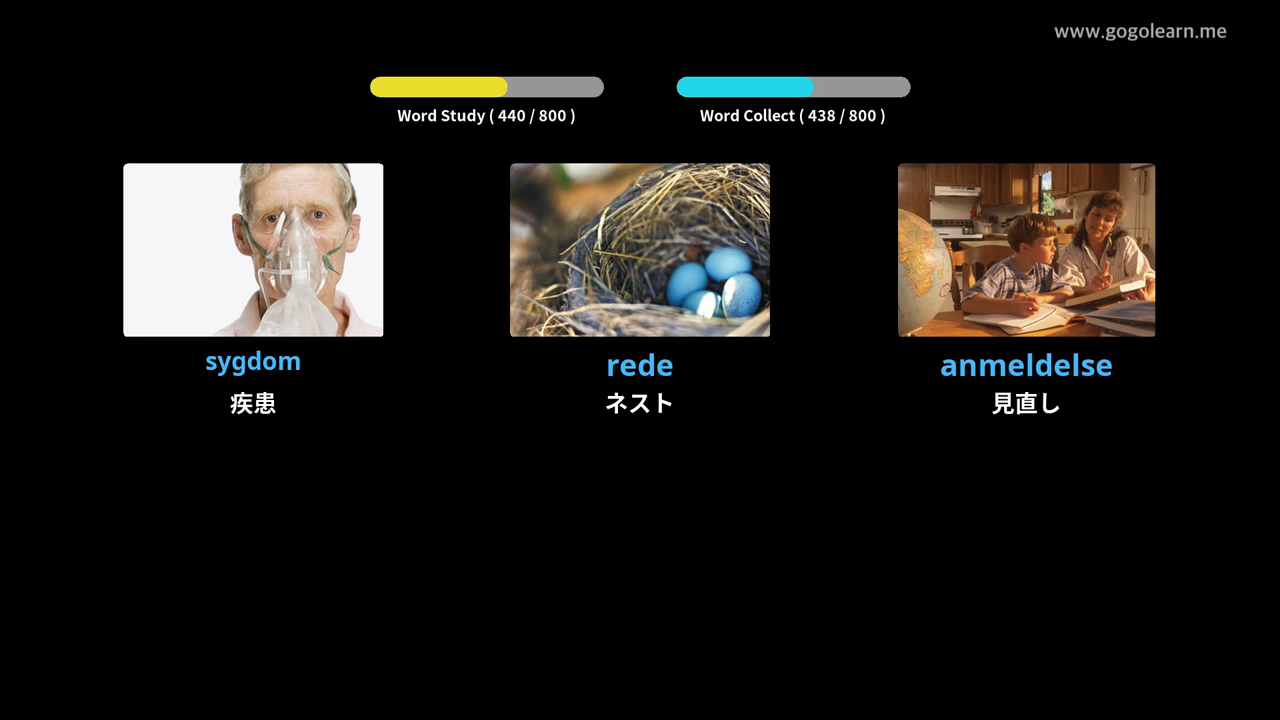 www.gogolearn.me
Word Study ( 440 / 800 )
Word Collect ( 438 / 800 )
sygdom
疾患
rede
ネスト
anmeldelse
見直し